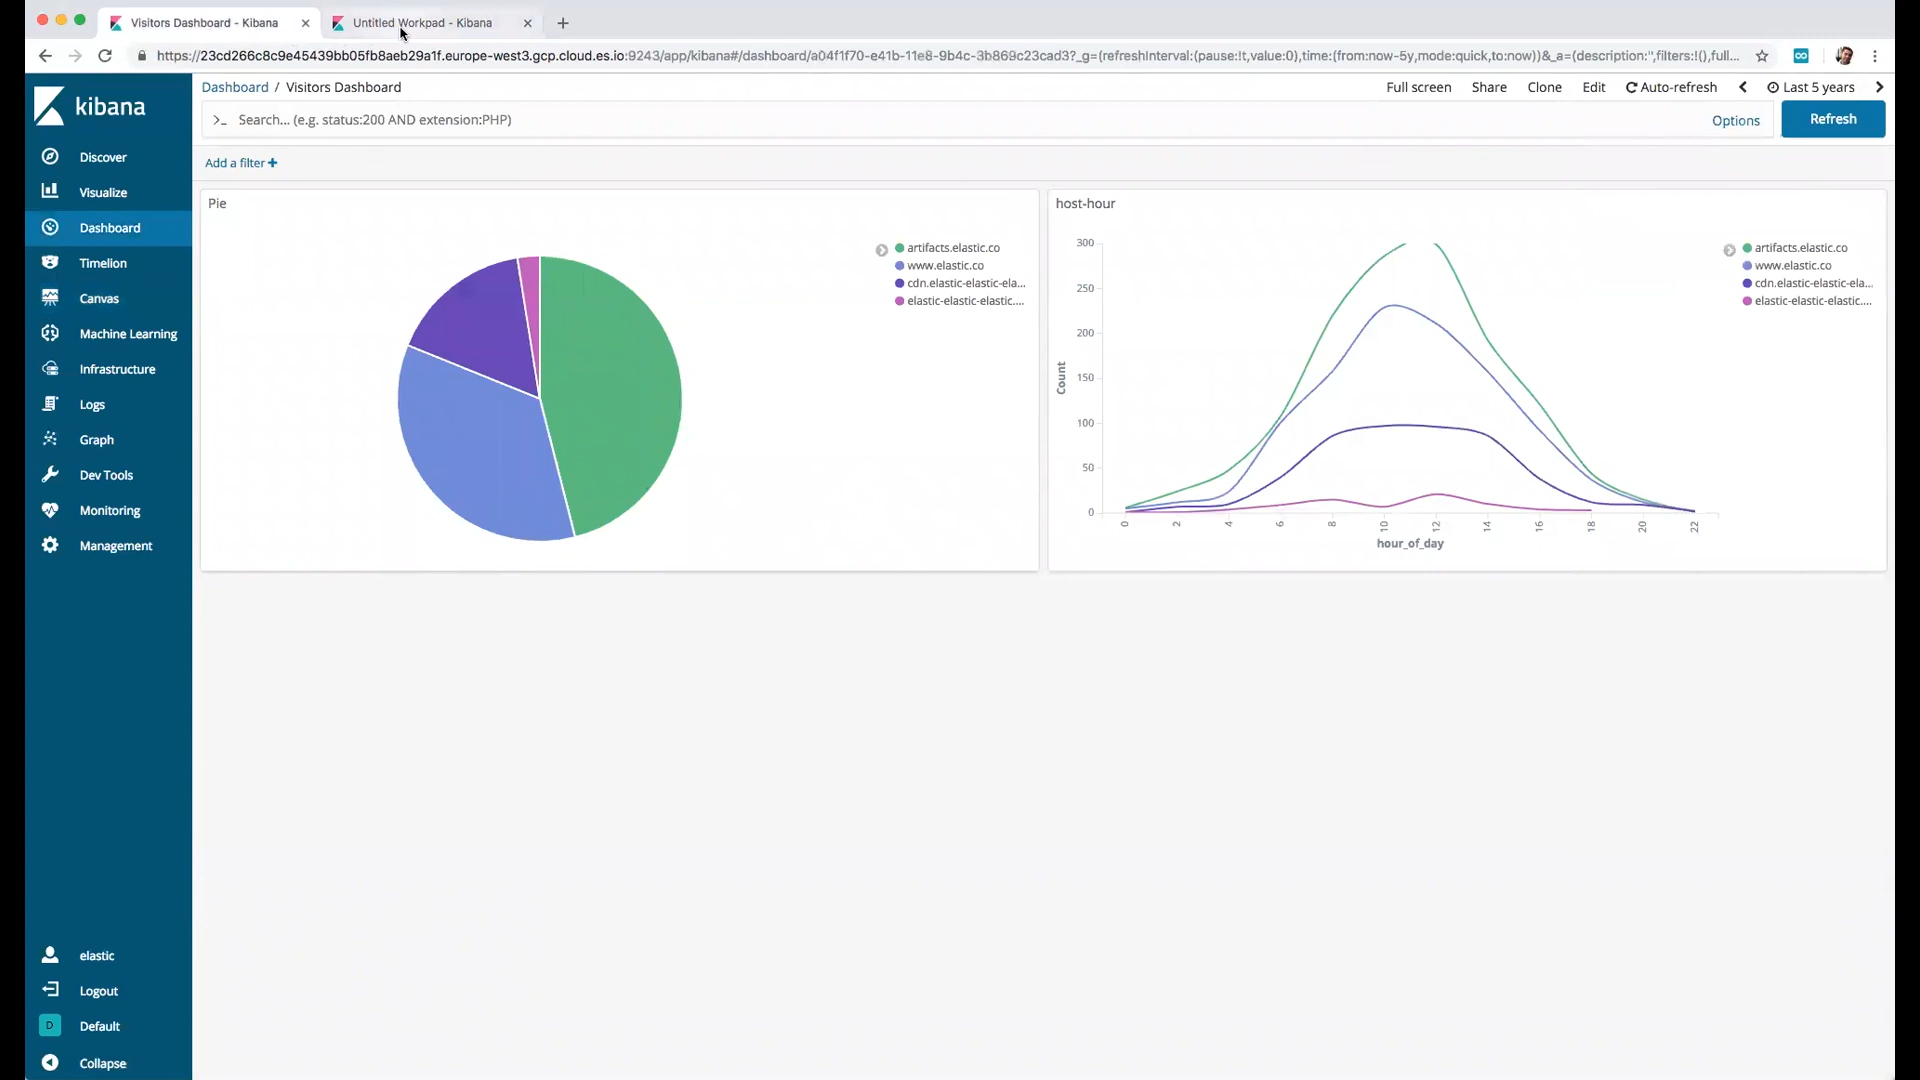 Visitors Dashboard - Kibana
Untitled Workpad - Kibana
https://23cd266c8c9e45439bb05fb8aeb29a1f.europe-west3.gcp.cloud.es.io:9243/app/kibana#/dashboard/a04f1f70-e41b-11e8-9b4c-3b869c23cad3?_g=(refreshInterval:(pause:!t,value:0),time:(from:now-5y,mode:quick,to:now))&_a=(description:'',filters:!(),full...
kibana
Dashboard / Visitors Dashboard
Full screen Share Clone Edit Auto-refresh Last 5 years
>_ Search... (e.g. status:200 AND extension:PHP)
Options
Refresh
Add a filter +
Discover
Visualize
Dashboard
Timelion
Canvas
Machine Learning
Infrastructure
Logs
Graph
Dev Tools
Monitoring
Management
elastic
Logout
D Default
Collapse
Pie
artifacts.elastic.co
www.elastic.co
cdn.elastic-elastic-ela...
elastic-elastic-elastic....
host-hour
300
250
200
150
100
50
0
Count
0 2 4 6 8 10 12 14 16 18 20 22
hour_of_day
artifacts.elastic.co
www.elastic.co
cdn.elastic-elastic-ela...
elastic-elastic-elastic....